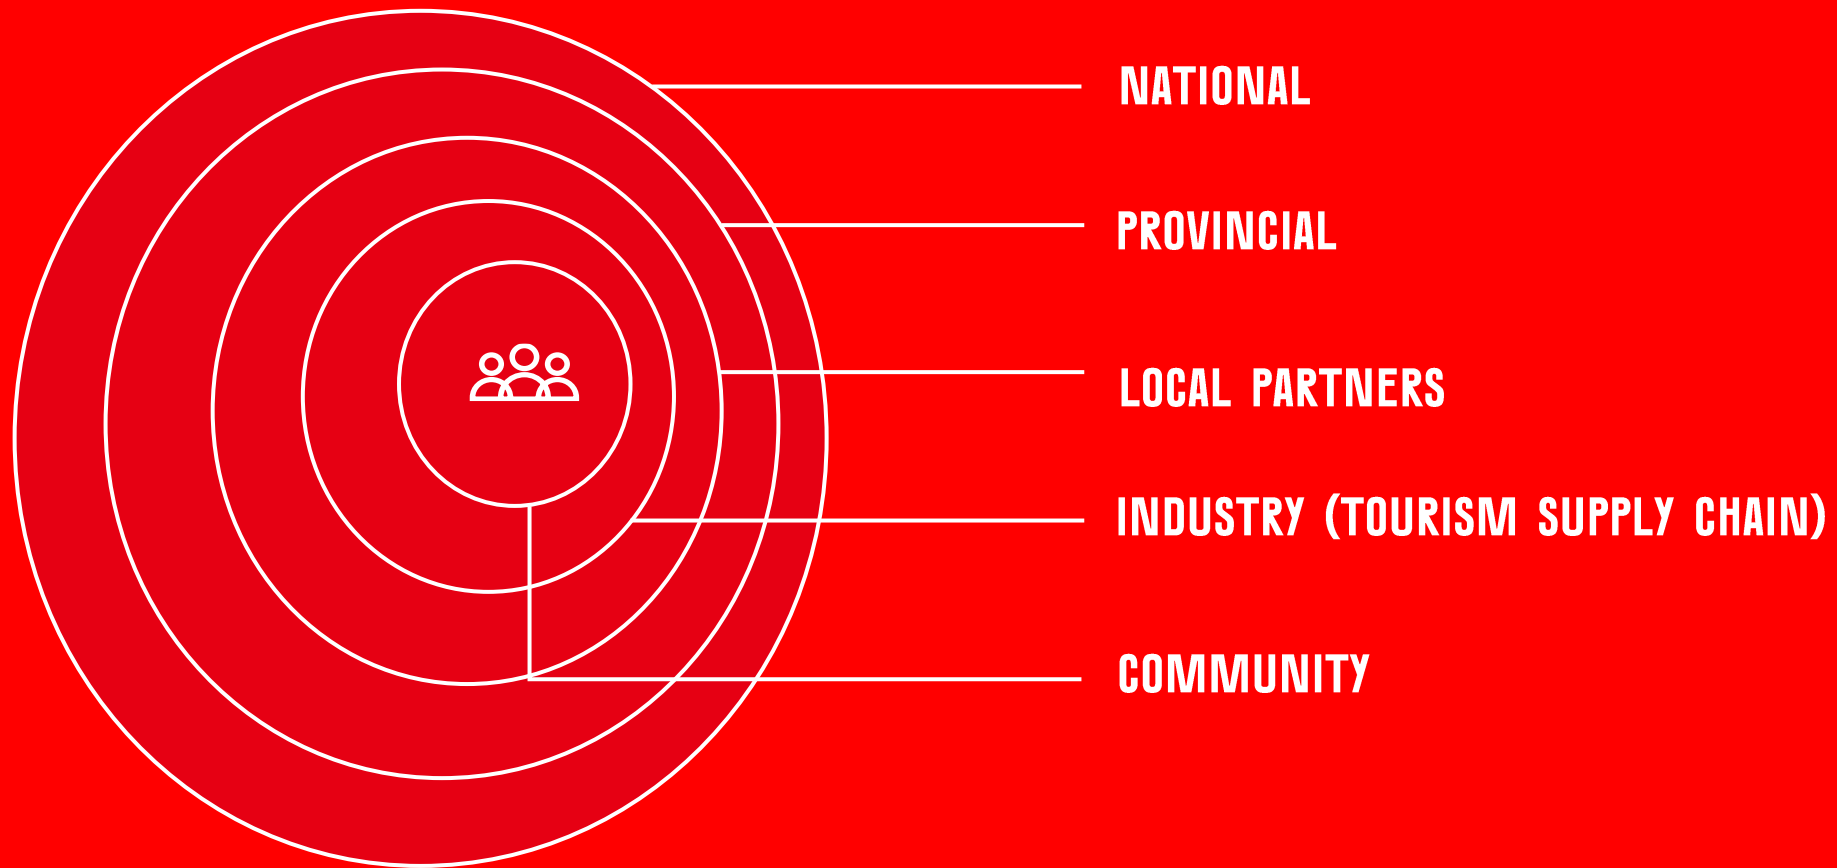 NATIONAL
PROVINCIAL
LOCAL PARTNERS
INDUSTRY (TOURISM SUPPLY CHAIN)
COMMUNITY